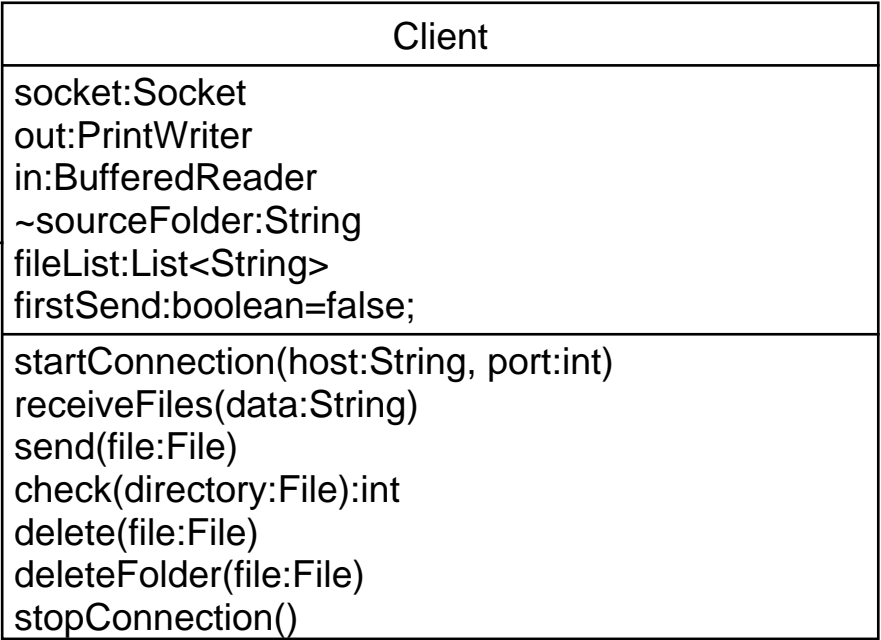 Client
socket:Socket
out:PrintWriter
in:BufferedReader
~sourceFolder:String
fileList:List<String>
firstSend:boolean=false;
startConnection(host:String, port:int)
receiveFiles(data:String)
send(file:File)
check(directory:File):int
delete(file:File)
deleteFolder(file:File)
stopConnection()